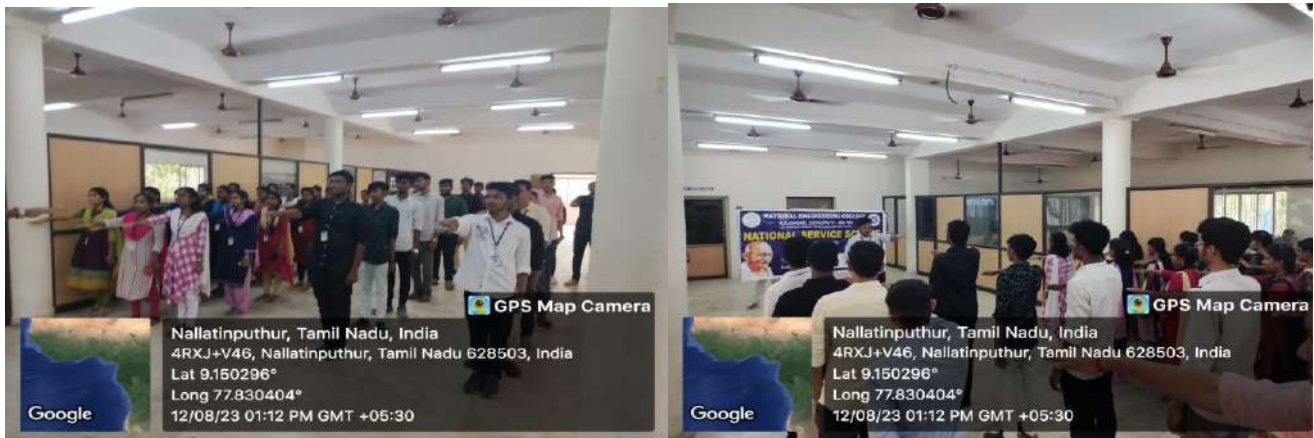 GPS Map Camera
Nallatinputhur, Tamil Nadu, India
4RXJ+V46, Nallatinputhur, Tamil Nadu 628503, India
Lat 9.150296°
Long 77.830404°
12/08/23 01:12 PM GMT +05:30
Google
NATIONAL ENGINEERING COLLEGE
NATIONAL SERVICE
GPS Map Camera
Nallatinputhur, Tamil Nadu, India
4RXJ+V46, Nallatinputhur, Tamil Nadu 628503, India
Lat 9.150296°
Long 77.830404°
12/08/23 01:12 PM GMT +05:30
Google